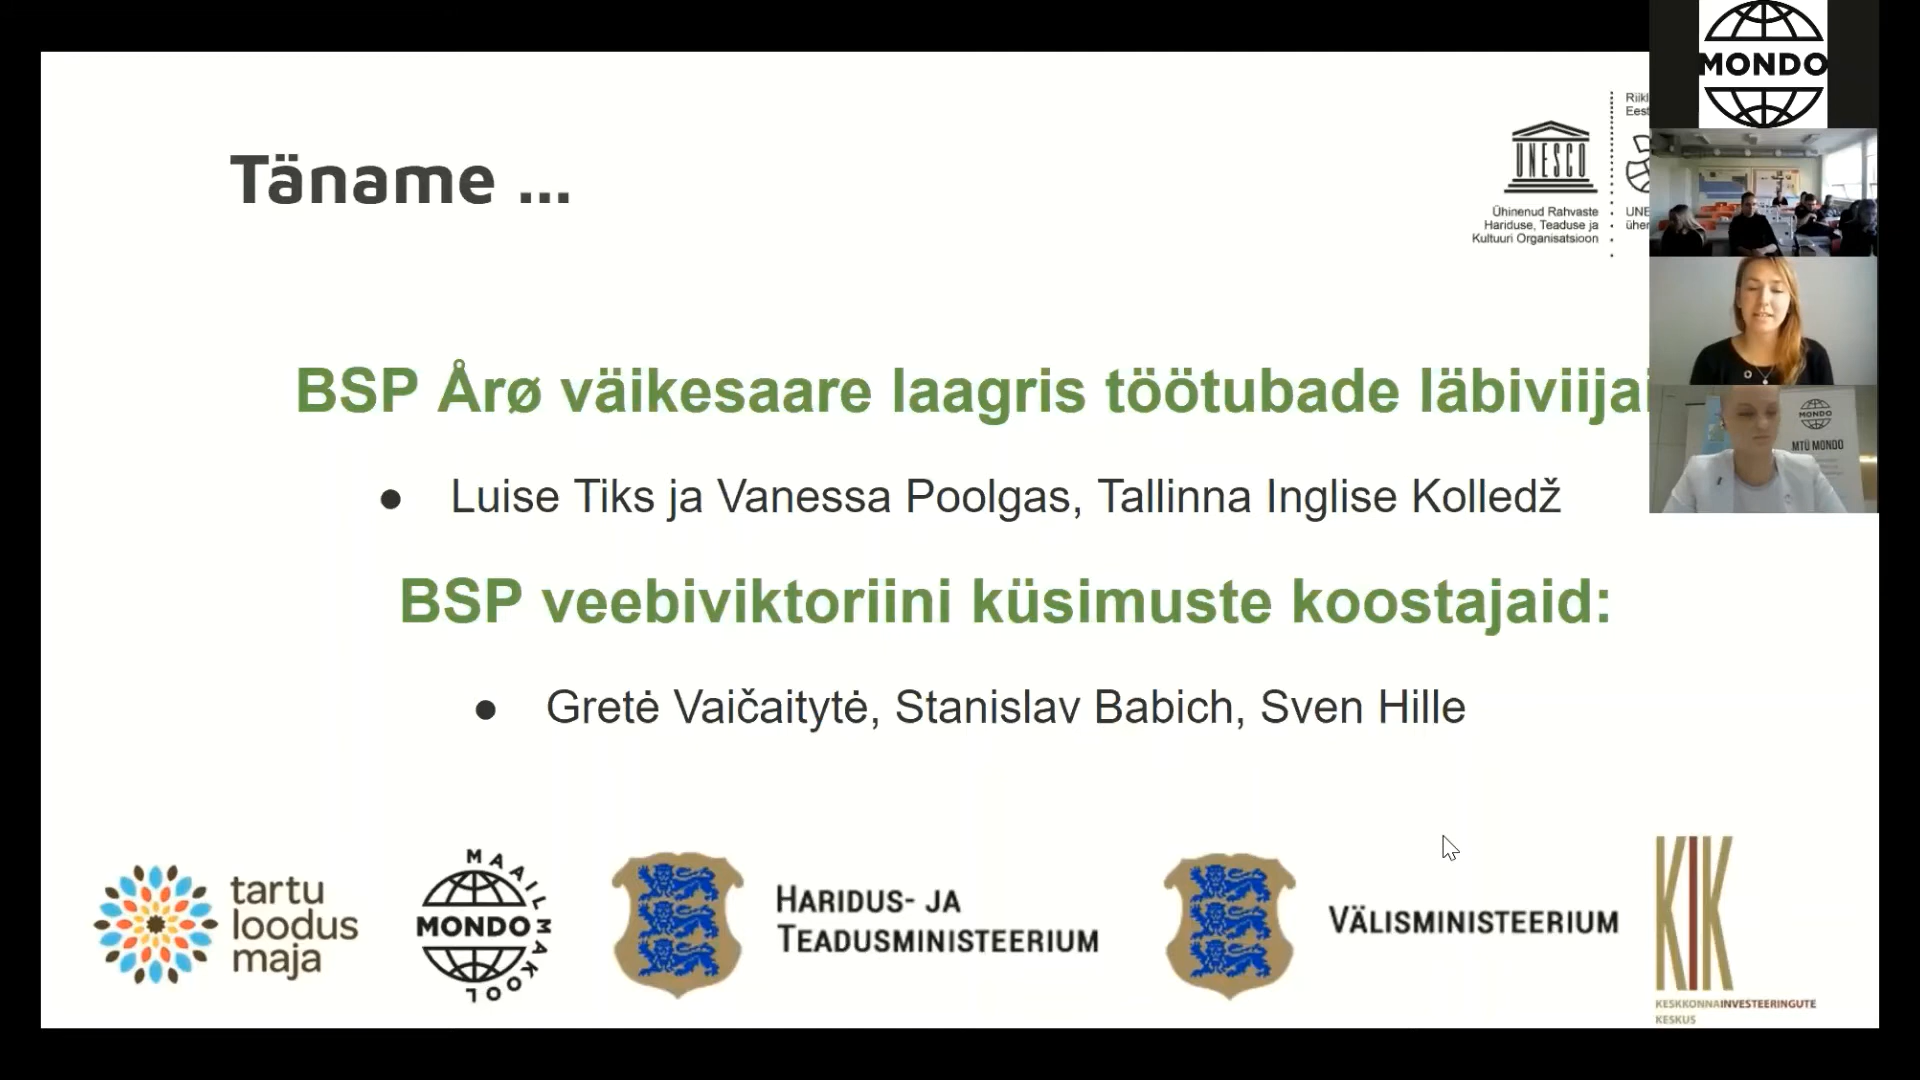 MONDO
Täname ...
UNESCO
Ühinenud Rahvaste
Hariduse, Teaduse ja
Kultuuri Organisatsioon
BSP Årø väikesaare laagris töötubade läbiviijai
MONDO
MTÜ MONDO
● Luise Tiks ja Vanessa Poolgas, Tallinna Inglise Kolledž
BSP veebiviktoriini küsimuste koostajaid:
● Gretė Vaičaitytė, Stanislav Babich, Sven Hille
tartu
loodus
maja
MAAILMAKOOL
MONDO
HARIDUS- JA
TEADUSMINISTEERIUM
VÄLISMINISTEERIUM
KIK
KESKKONNAINVESTEERINGUTE
KESKUS